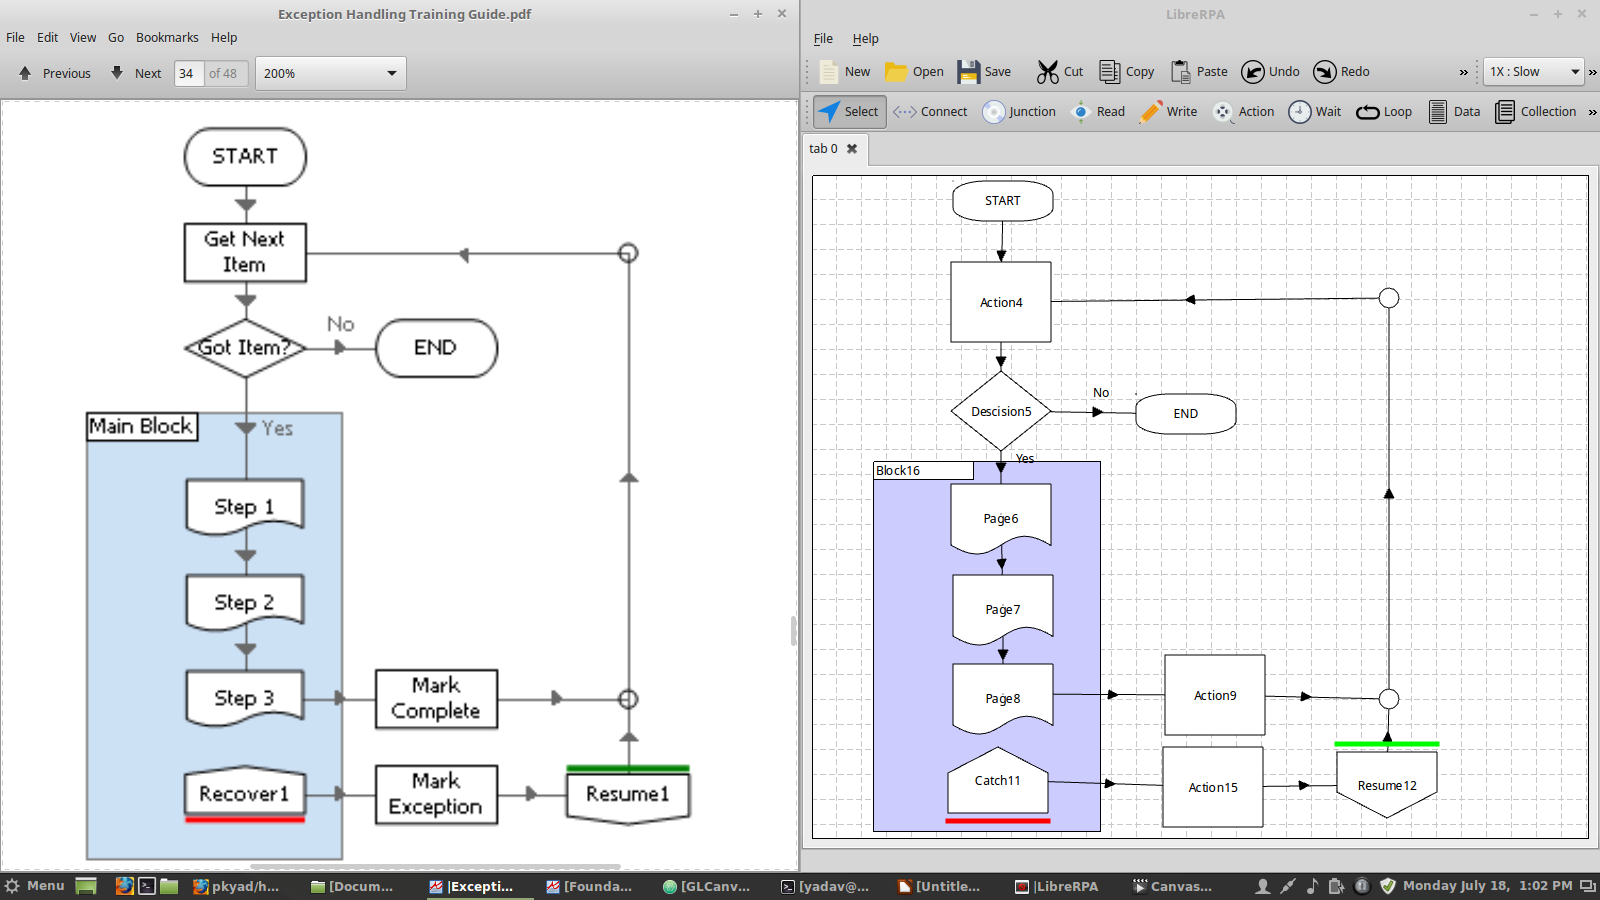 Exception Handling Training Guide.pdf
File Edit View Go Bookmarks Help
Previous Next 34 of 48 200%
START
Get Next
Item
No
Got Item?
END
Main Block
Yes
Step 1
Step 2
Step 3
Mark
Complete
Recover1
Mark
Exception
Resume1
LibreRPA
File Help
New Open Save Cut Copy Paste Undo Redo » 1X : Slow »
Select Connect Junction Read Write Action Wait Loop Data Collection »
tab 0
START
Action4
No
Descision5
END
Yes
Block16
Page6
Page7
Page8
Action9
Catch11
Action15
Resume12
Menu pkyad/h... [Docum... |Excepti... [Founda... [GLCanv... [yadav@... [Untitle... |LibreRPA Canvas... Monday July 18, 1:02 PM